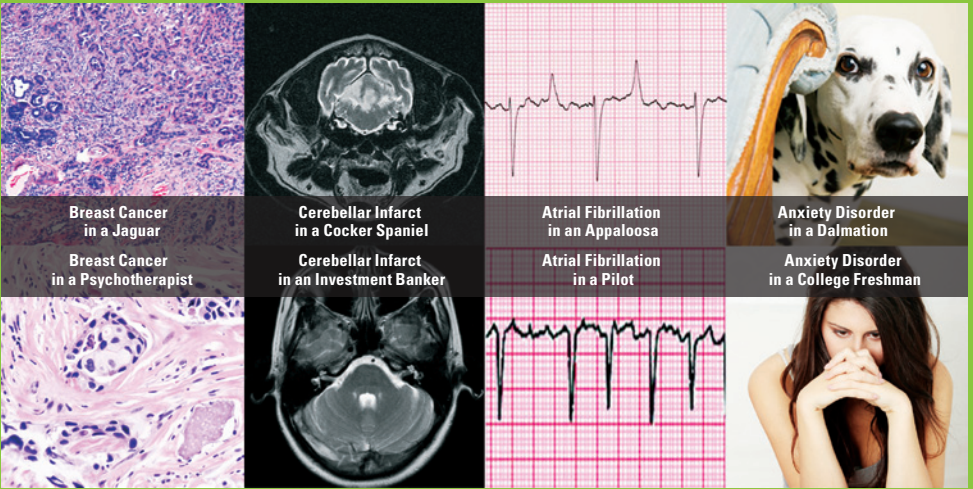 Breast Cancer
in a Jaguar
Cerebellar Infarct
in a Cocker Spaniel
Atrial Fibrillation
in an Appaloosa
Anxiety Disorder
in a Dalmation
Breast Cancer
in a Psychotherapist
Cerebellar Infarct
in an Investment Banker
Atrial Fibrillation
in a Pilot
Anxiety Disorder
in a College Freshman